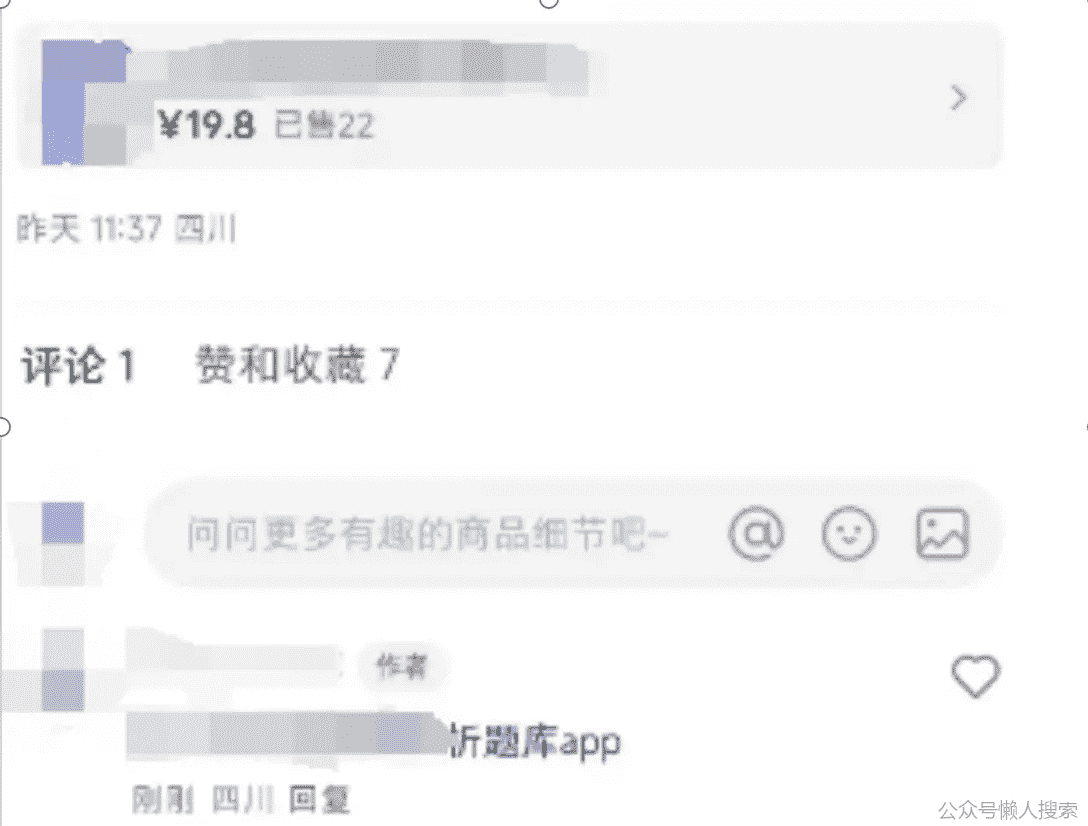 ¥19.8 已售22
昨天 11:37 四川
评论 1 赞和收藏 7
问问更多有趣的商品细节吧~
作者
析题库app
刚刚 四川 回复
公众号懒人搜索